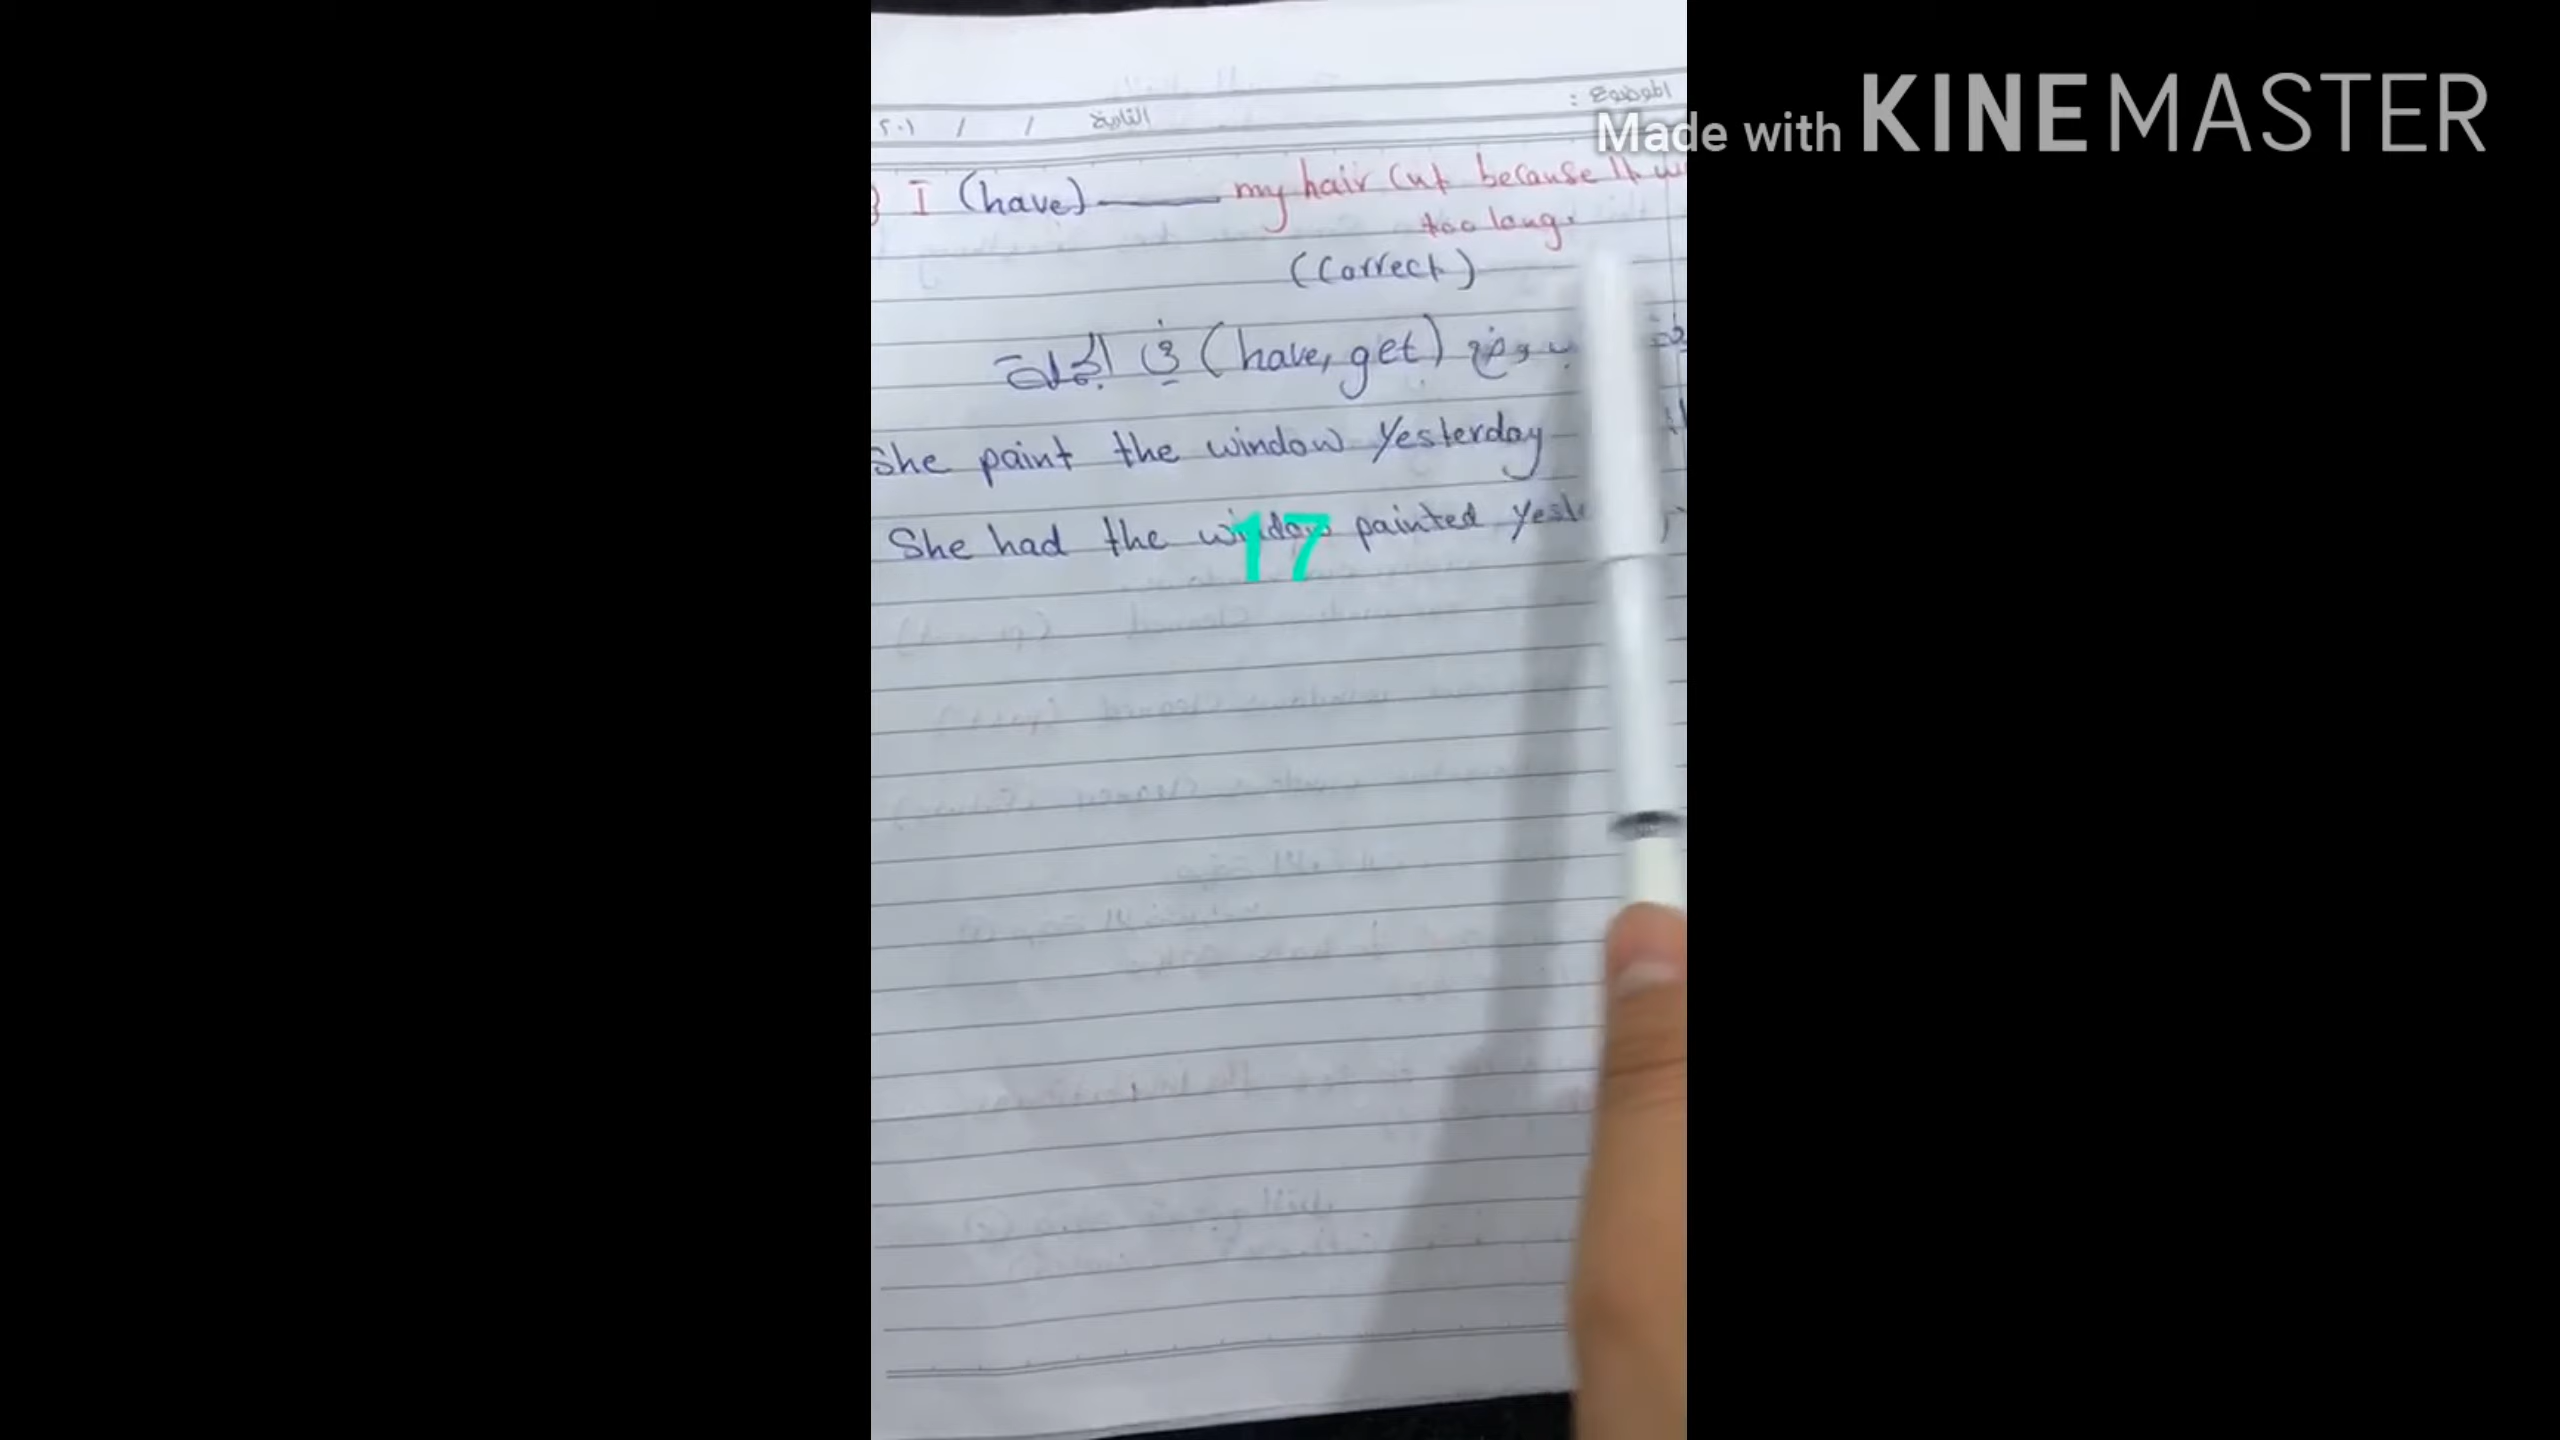 Made with KINEMASTER
الموضوع :
التاريخ / / ٢٠١
I (have) my hair cut because It
too long.
(Correct)
(have, get) في الجملة
She paint the window Yesterday
She had the window painted
17